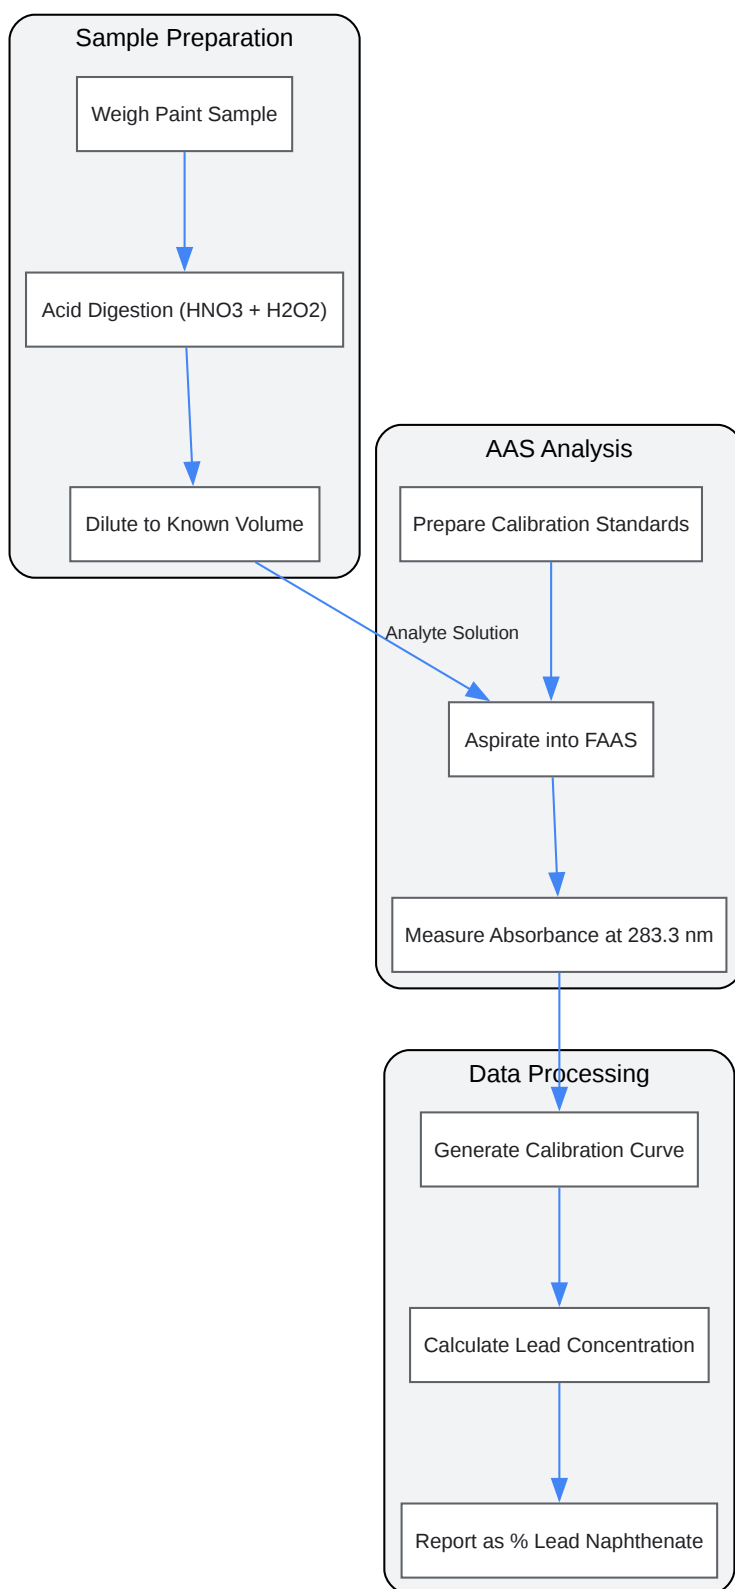 Sample Preparation
Weigh Paint Sample
Acid Digestion (HNO3 + H2O2)
Dilute to Known Volume
AAS Analysis
Prepare Calibration Standards
Analyte Solution
Aspirate into FAAS
Measure Absorbance at 283.3 nm
Data Processing
Generate Calibration Curve
Calculate Lead Concentration
Report as % Lead Naphthenate